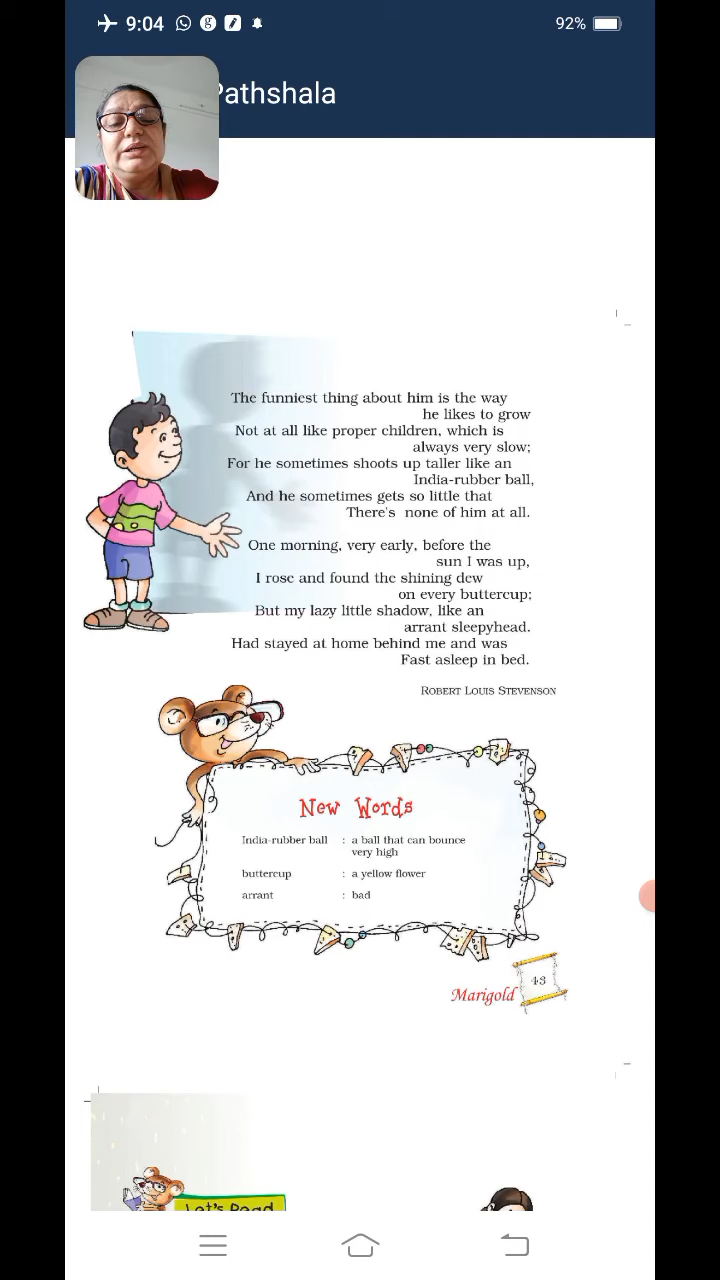 9:04
92%
Pathshala
The funniest thing about him is the way
he likes to grow
Not at all like proper children, which is
always very slow;
For he sometimes shoots up taller like an
India-rubber ball,
And he sometimes gets so little that
There's none of him at all.
One morning, very early, before the
sun I was up,
I rose and found the shining dew
on every buttercup;
But my lazy little shadow, like an
arrant sleepyhead.
Had stayed at home behind me and was
Fast asleep in bed.
ROBERT LOUIS STEVENSON
New Words
India-rubber ball : a ball that can bounce
very high
buttercup : a yellow flower
arrant : bad
43
Marigold
Let's Read